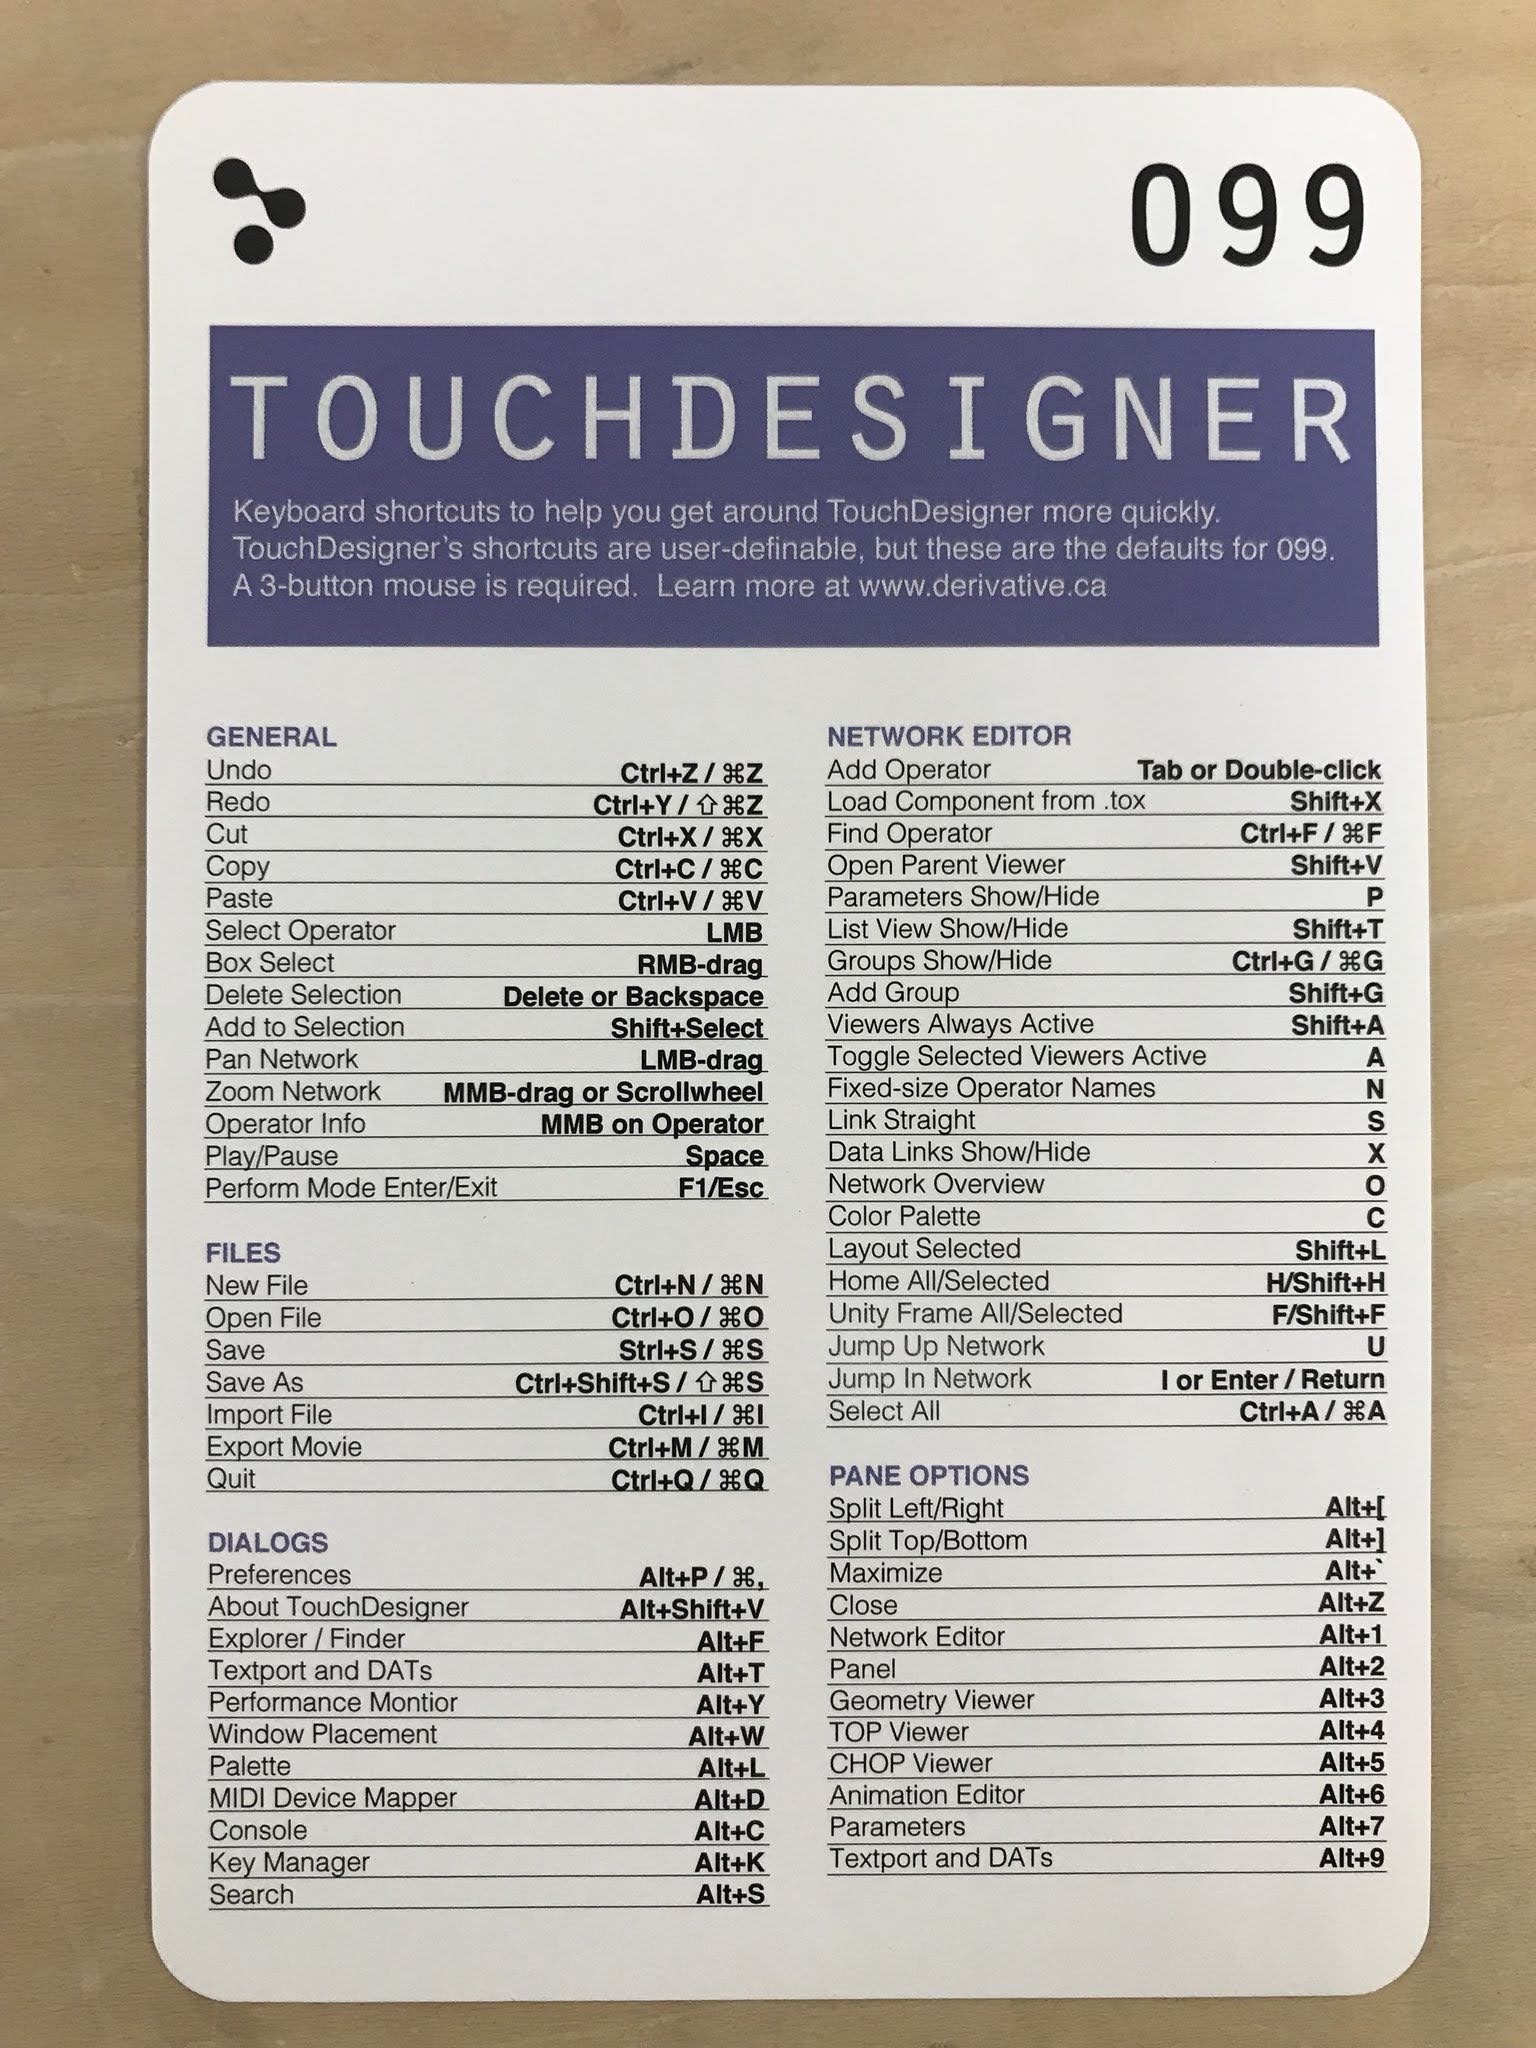 099
TOUCHDESIGNER
Keyboard shortcuts to help you get around TouchDesigner more quickly.
TouchDesigner's shortcuts are user-definable, but these are the defaults for 099.
A 3-button mouse is required. Learn more at www.derivative.ca
GENERAL
Undo Ctrl+Z / ⌘Z
Redo Ctrl+Y / ⇧⌘Z
Cut Ctrl+X / ⌘X
Copy Ctrl+C / ⌘C
Paste Ctrl+V / ⌘V
Select Operator LMB
Box Select RMB-drag
Delete Selection Delete or Backspace
Add to Selection Shift+Select
Pan Network LMB-drag
Zoom Network MMB-drag or Scrollwheel
Operator Info MMB on Operator
Play/Pause Space
Perform Mode Enter/Exit F1/Esc
FILES
New File Ctrl+N / ⌘N
Open File Ctrl+O / ⌘O
Save Strl+S / ⌘S
Save As Ctrl+Shift+S / ⇧⌘S
Import File Ctrl+I / ⌘I
Export Movie Ctrl+M / ⌘M
Quit Ctrl+Q / ⌘Q
DIALOGS
Preferences Alt+P / ⌘,
About TouchDesigner Alt+Shift+V
Explorer / Finder Alt+F
Textport and DATs Alt+T
Performance Montior Alt+Y
Window Placement Alt+W
Palette Alt+L
MIDI Device Mapper Alt+D
Console Alt+C
Key Manager Alt+K
Search Alt+S
NETWORK EDITOR
Add Operator Tab or Double-click
Load Component from .tox Shift+X
Find Operator Ctrl+F / ⌘F
Open Parent Viewer Shift+V
Parameters Show/Hide P
List View Show/Hide Shift+T
Groups Show/Hide Ctrl+G / ⌘G
Add Group Shift+G
Viewers Always Active Shift+A
Toggle Selected Viewers Active A
Fixed-size Operator Names N
Link Straight S
Data Links Show/Hide X
Network Overview O
Color Palette C
Layout Selected Shift+L
Home All/Selected H/Shift+H
Unity Frame All/Selected F/Shift+F
Jump Up Network U
Jump In Network I or Enter / Return
Select All Ctrl+A / ⌘A
PANE OPTIONS
Split Left/Right Alt+[
Split Top/Bottom Alt+]
Maximize Alt+`
Close Alt+Z
Network Editor Alt+1
Panel Alt+2
Geometry Viewer Alt+3
TOP Viewer Alt+4
CHOP Viewer Alt+5
Animation Editor Alt+6
Parameters Alt+7
Textport and DATs Alt+9